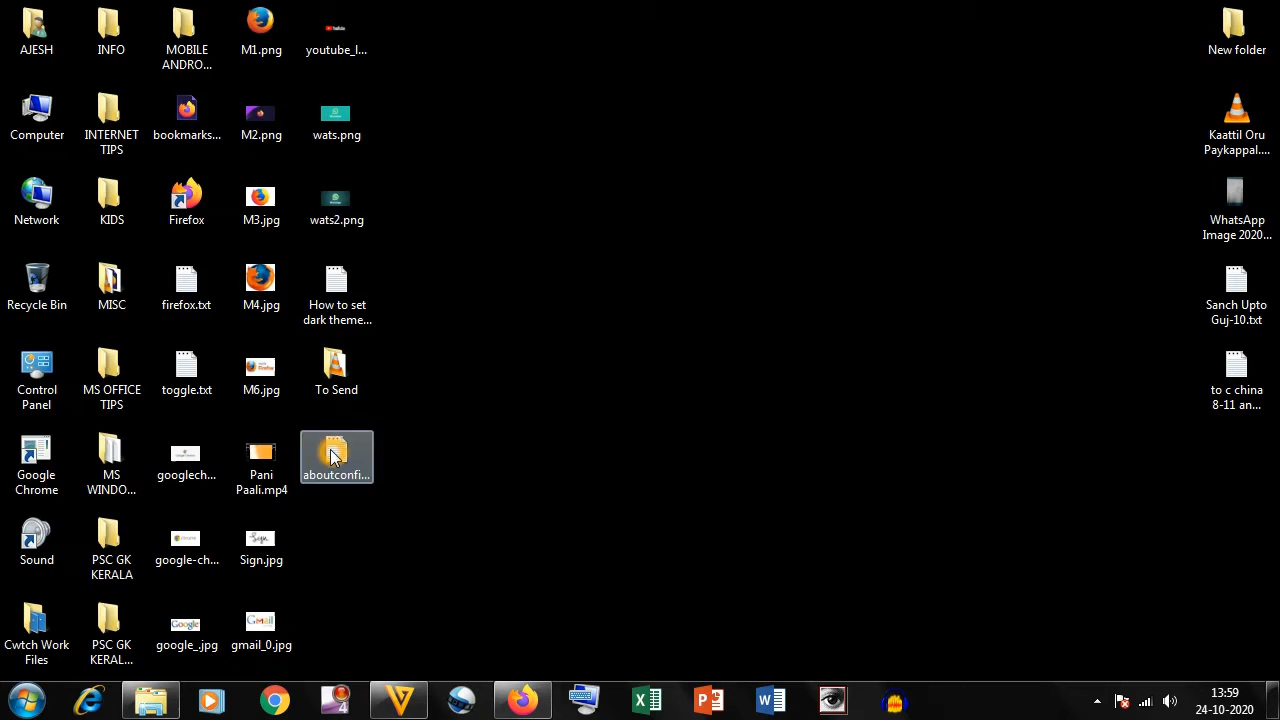 AJESH
INFO
MOBILE
ANDRO...
M1.png
youtube_l...
New folder
Computer
INTERNET
TIPS
bookmarks...
M2.png
wats.png
Kaattil Oru
Paykappal....
Network
KIDS
Firefox
M3.jpg
wats2.png
WhatsApp
Image 2020...
Recycle Bin
MISC
firefox.txt
M4.jpg
How to set
dark theme...
Sanch Upto
Guj-10.txt
Control
Panel
MS OFFICE
TIPS
toggle.txt
M6.jpg
To Send
to c china
8-11 an...
Google
Chrome
MS
WINDO...
googlech...
Pani
Paali.mp4
aboutconfi...
Sound
PSC GK
KERALA
google-ch...
Sign.jpg
Cwtch Work
Files
PSC GK
KERAL...
Google
google_.jpg
Gmail
gmail_0.jpg
13:59
24-10-2020